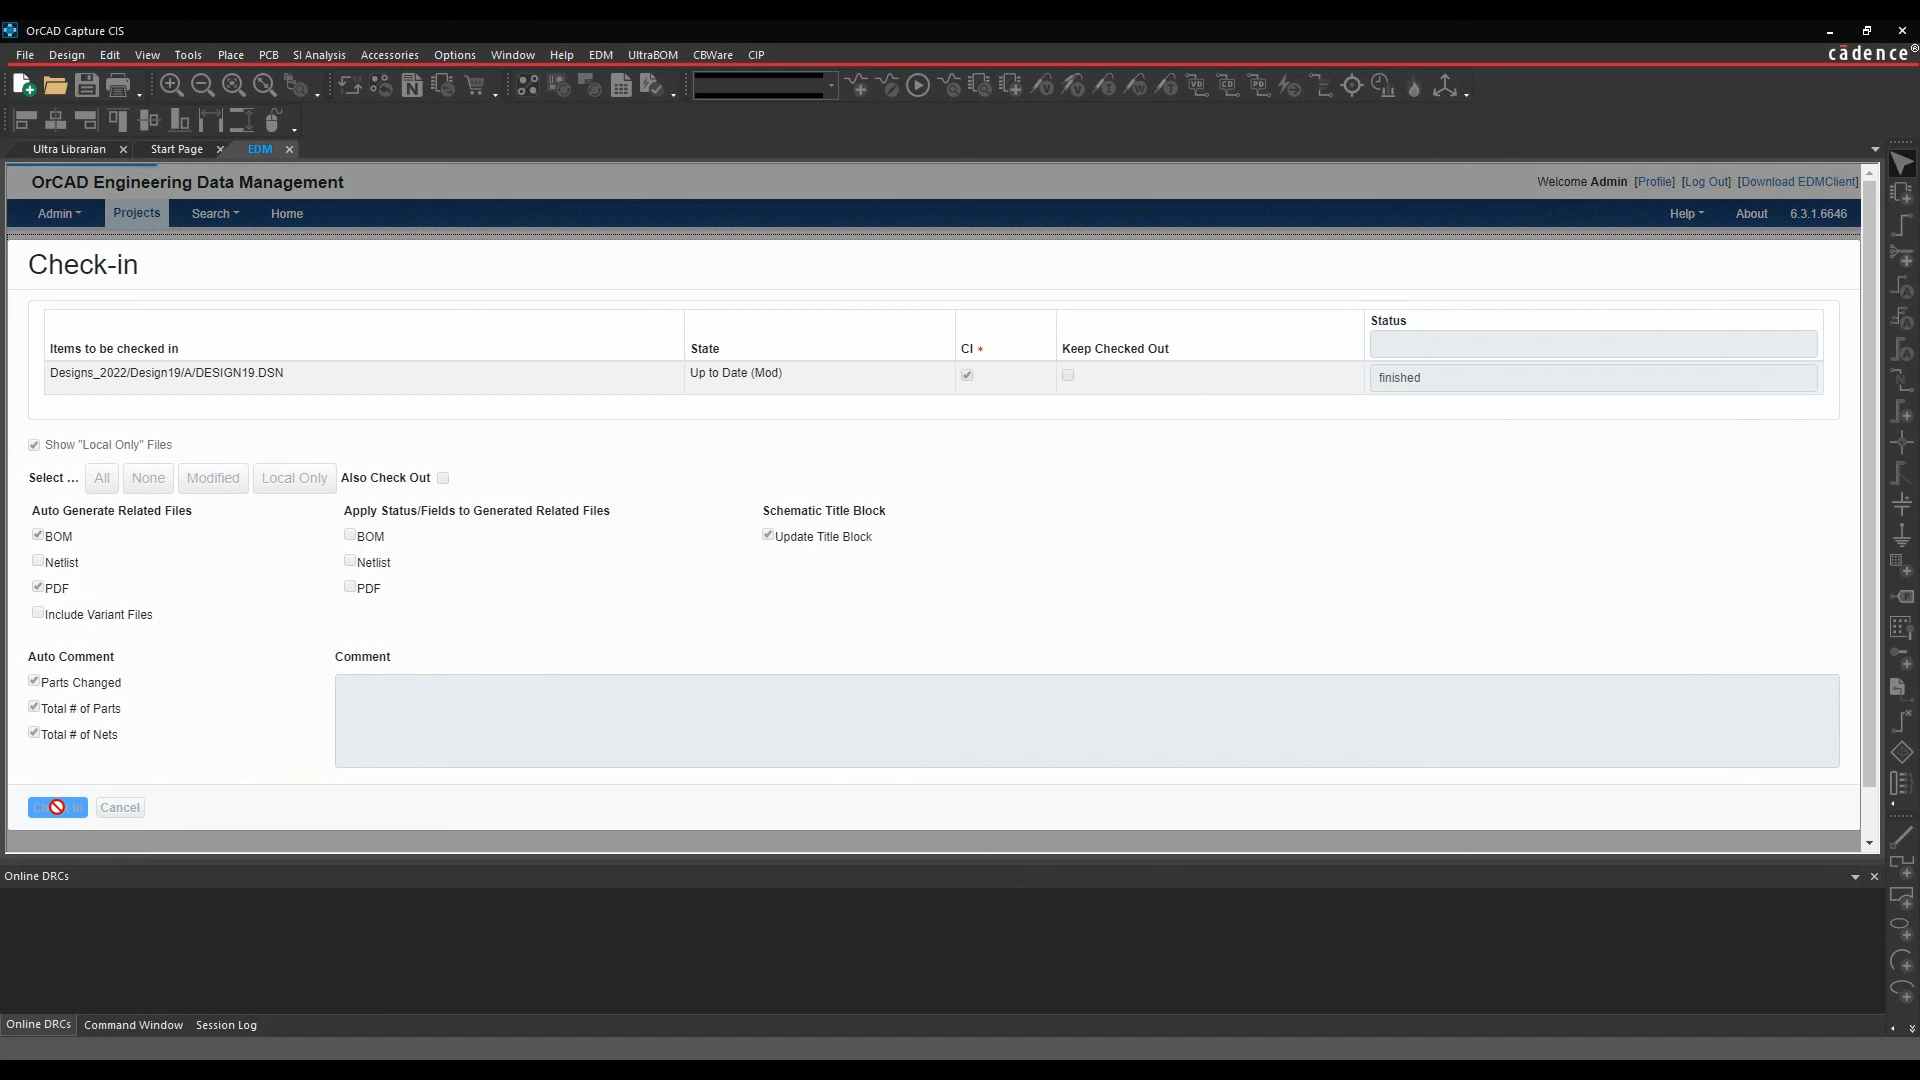 OrCAD Capture CIS
File Design Edit View Tools Place PCB SI Analysis Accessories Options Window Help EDM UltraBOM CBWare CIP
cādence®
Ultra Librarian Start Page EDM
OrCAD Engineering Data Management
Welcome Admin [Profile] [Log Out] [Download EDMClient]
Admin Projects Search Home Help About 6.3.1.6646
Check-in
Status
Items to be checked in State CI * Keep Checked Out
Designs_2022/Design19/A/DESIGN19.DSN Up to Date (Mod) finished
Show "Local Only" Files
Select ... All None Modified Local Only Also Check Out
Auto Generate Related Files Apply Status/Fields to Generated Related Files Schematic Title Block
BOM BOM Update Title Block
Netlist Netlist
PDF PDF
Include Variant Files
Auto Comment Comment
Parts Changed
Total # of Parts
Total # of Nets
Cancel
Online DRCs
Online DRCs Command Window Session Log